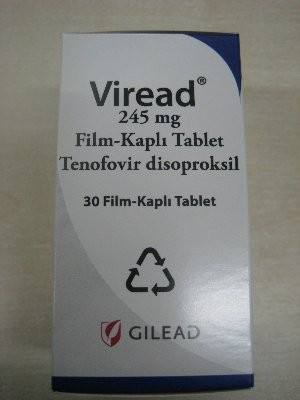 Viread®
245 mg
Film-Kaplı Tablet
Tenofovir disoproksil
30 Film-Kaplı Tablet
GILEAD